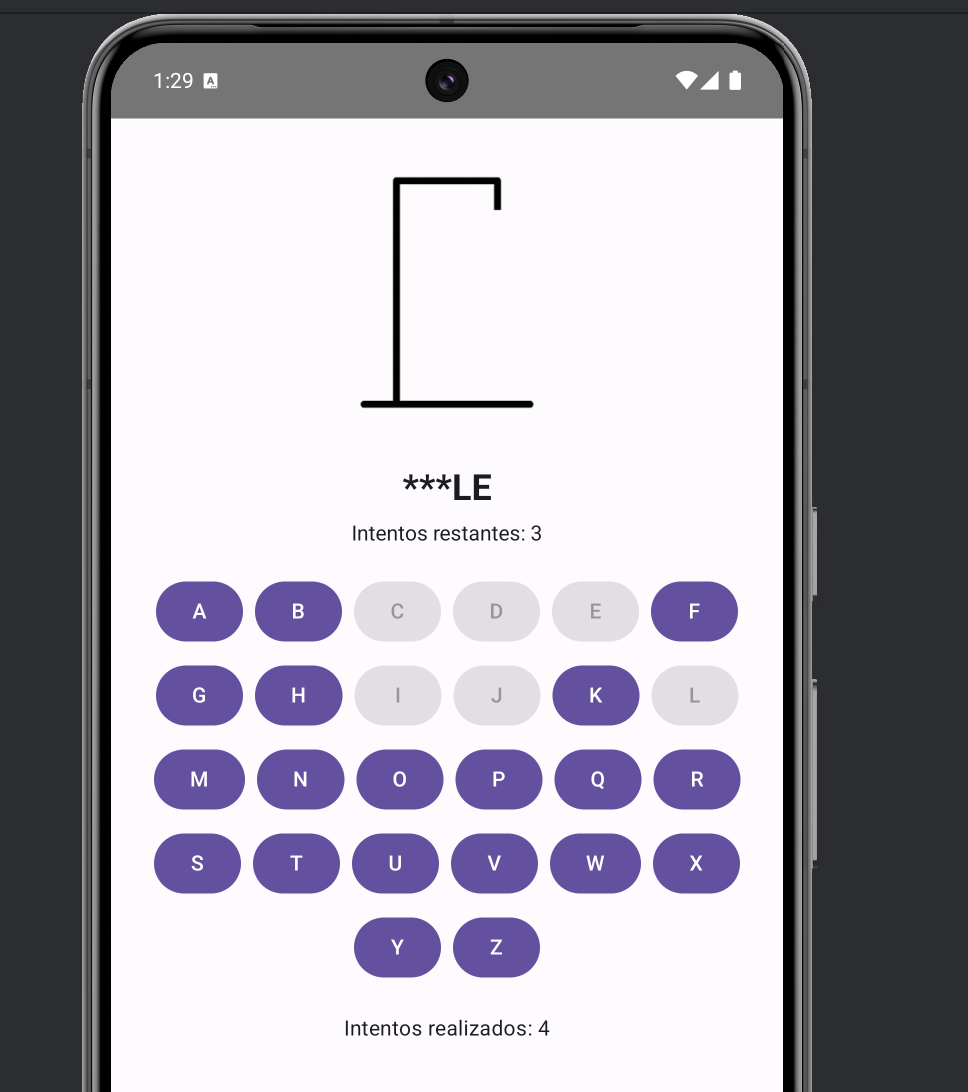 1:29 A
***LE
Intentos restantes: 3
A B C D E F
G H I J K L
M N O P Q R
S T U V W X
Y Z
Intentos realizados: 4